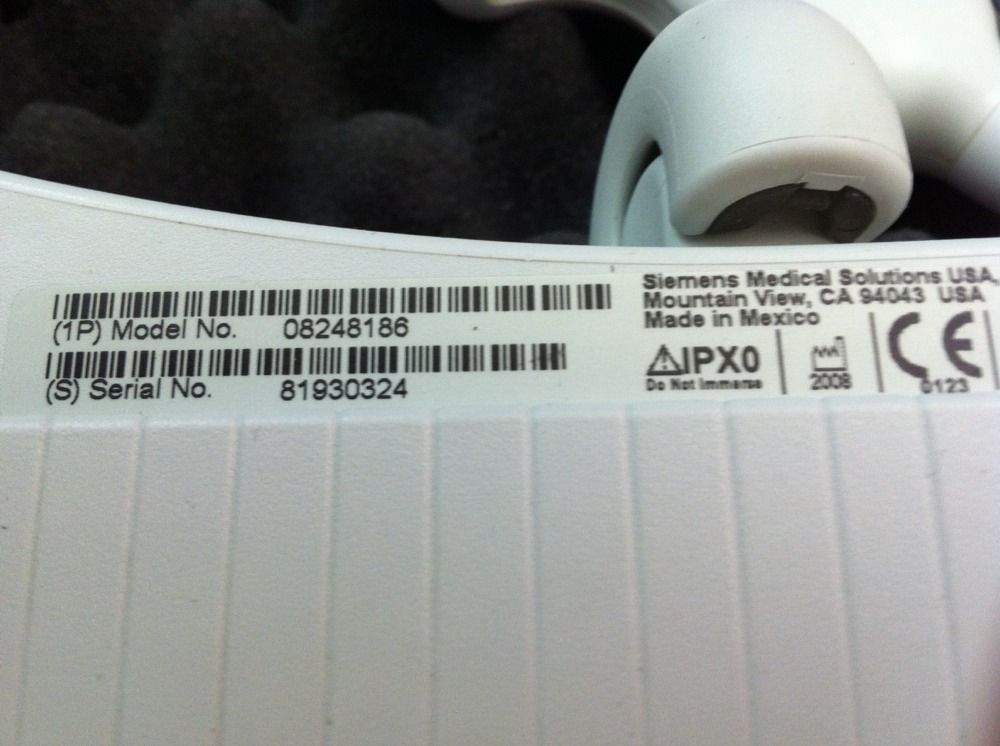 (1P) Model No. 08248186
(S) Serial No. 81930324
Siemens Medical Solutions USA,
Mountain View, CA 94043 USA
Made in Mexico
IPX0
Do Not Immerse
2008
CE
0123